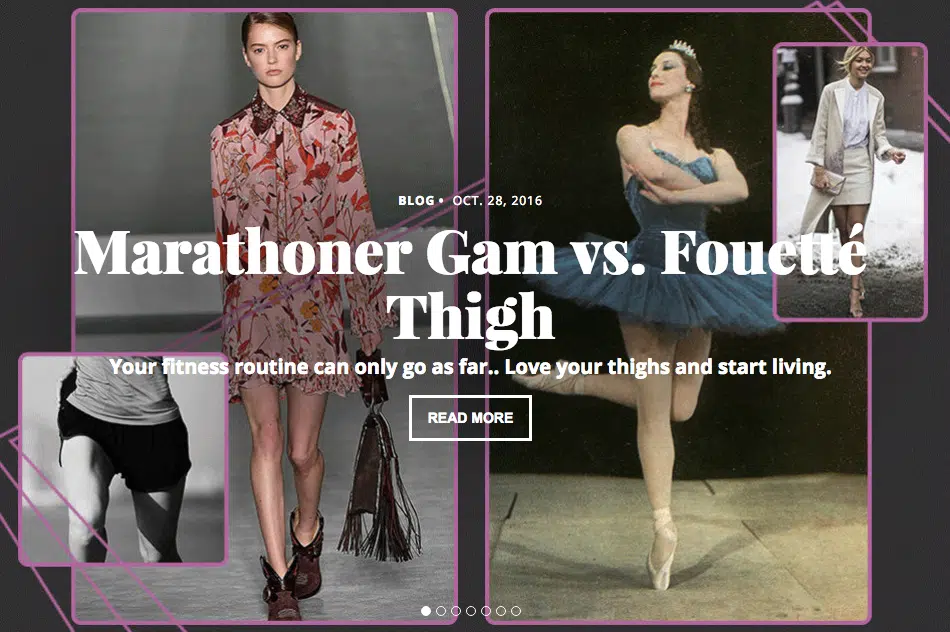 BLOG • OCT. 28, 2016
Marathoner Gam vs. Fouetté
Thigh
Your fitness routine can only go as far.. Love your thighs and start living.
READ MORE